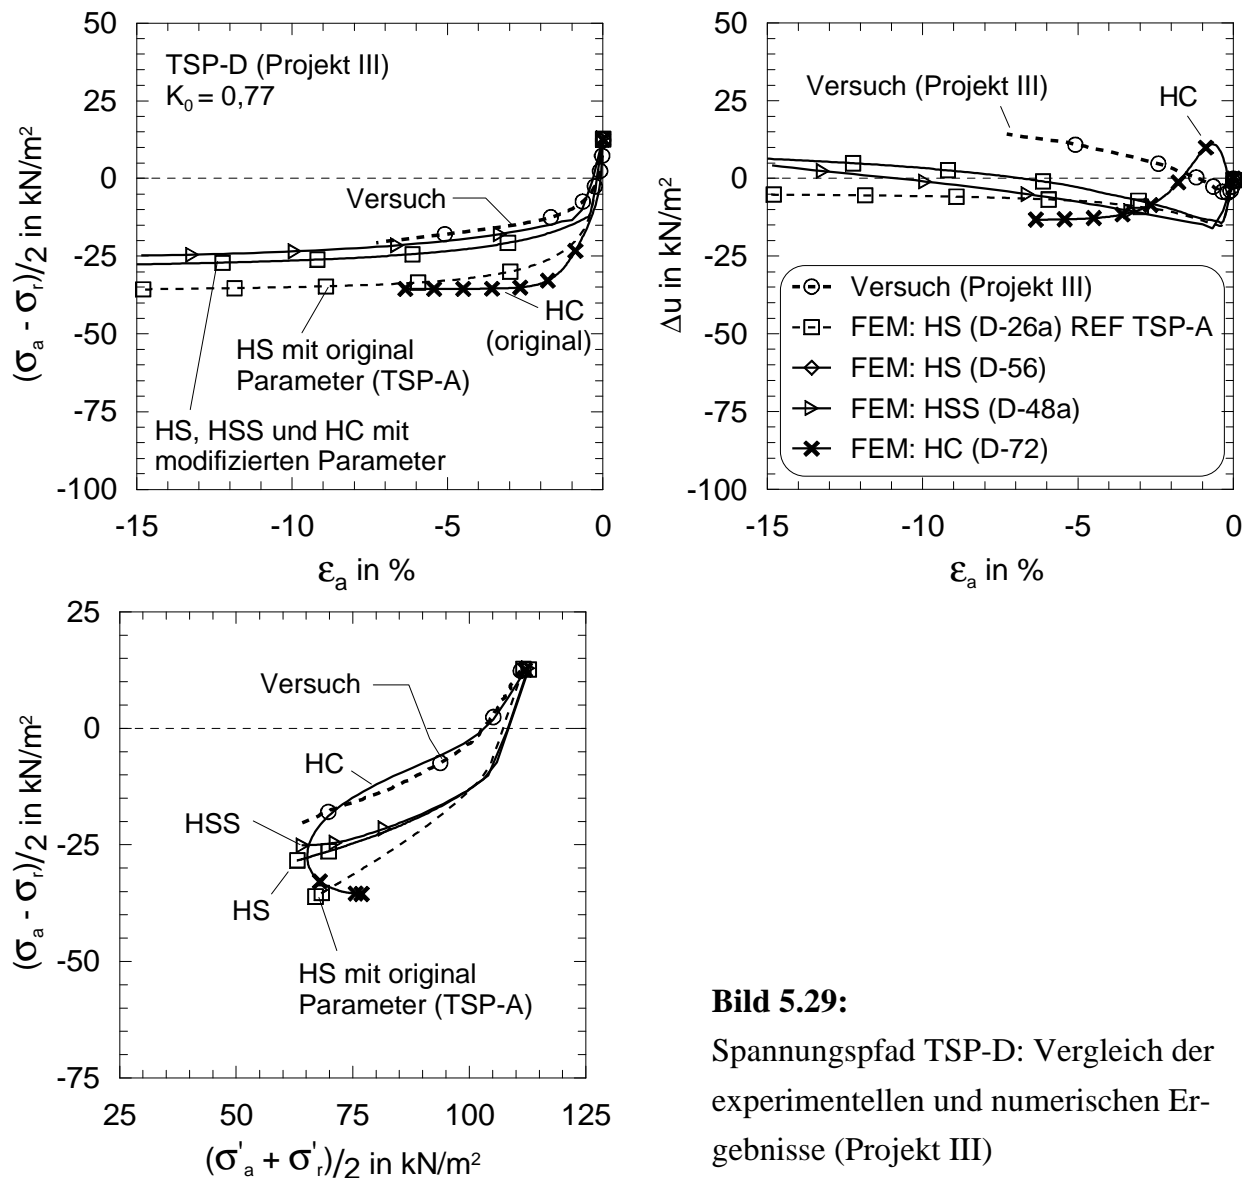 50
25
0
-25
-50
-75
-100
-15
-10
-5
0
(σa - σr)/2 in kN/m²
εa in %
TSP-D (Projekt III)
K0 = 0,77
Versuch
HC
(original)
HS mit original
Parameter (TSP-A)
HS, HSS und HC mit
modifizierten Parameter
50
25
0
-25
-50
-75
-100
-15
-10
-5
0
Δu in kN/m²
εa in %
Versuch (Projekt III)
HC
Versuch (Projekt III)
FEM: HS (D-26a) REF TSP-A
FEM: HS (D-56)
FEM: HSS (D-48a)
FEM: HC (D-72)
25
0
-25
-50
-75
25
50
75
100
125
(σa - σr)/2 in kN/m²
(σ'a + σ'r)/2 in kN/m²
Versuch
HC
HSS
HS
HS mit original
Parameter (TSP-A)
Bild 5.29:
Spannungspfad TSP-D: Vergleich der
experimentellen und numerischen Er-
gebnisse (Projekt III)